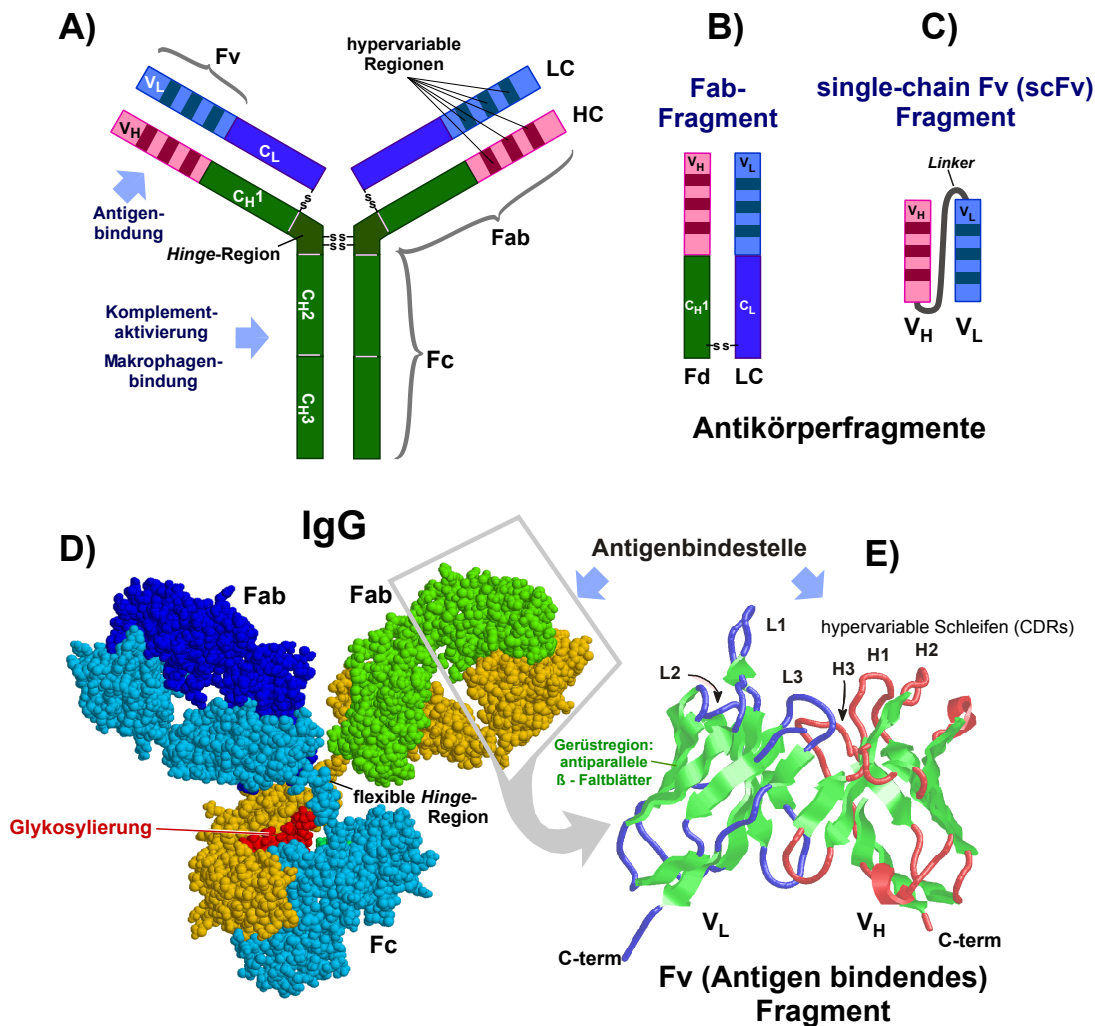 A)
Fv
hypervariable
Regionen
LC
HC
VL
VH
CL
CH1
s
s
s
s
Antigen-
bindung
Hinge-Region
s s
s s
Fab
CH2
Komplement-
aktivierung
Makrophagen-
bindung
Fc
CH3
B)
Fab-
Fragment
VH
VL
CH1
CL
s s
Fd
LC
C)
single-chain Fv (scFv)
Fragment
Linker
VH
VL
VH
VL
Antikörperfragmente
IgG
D)
Fab
Fab
flexible Hinge-
Region
Glykosylierung
Fc
Antigenbindestelle
E)
L1
hypervariable Schleifen (CDRs)
L2
L3
H3
H1
H2
Gerüstregion:
antiparallele
ß - Faltblätter
VL
VH
C-term
C-term
Fv (Antigen bindendes)
Fragment